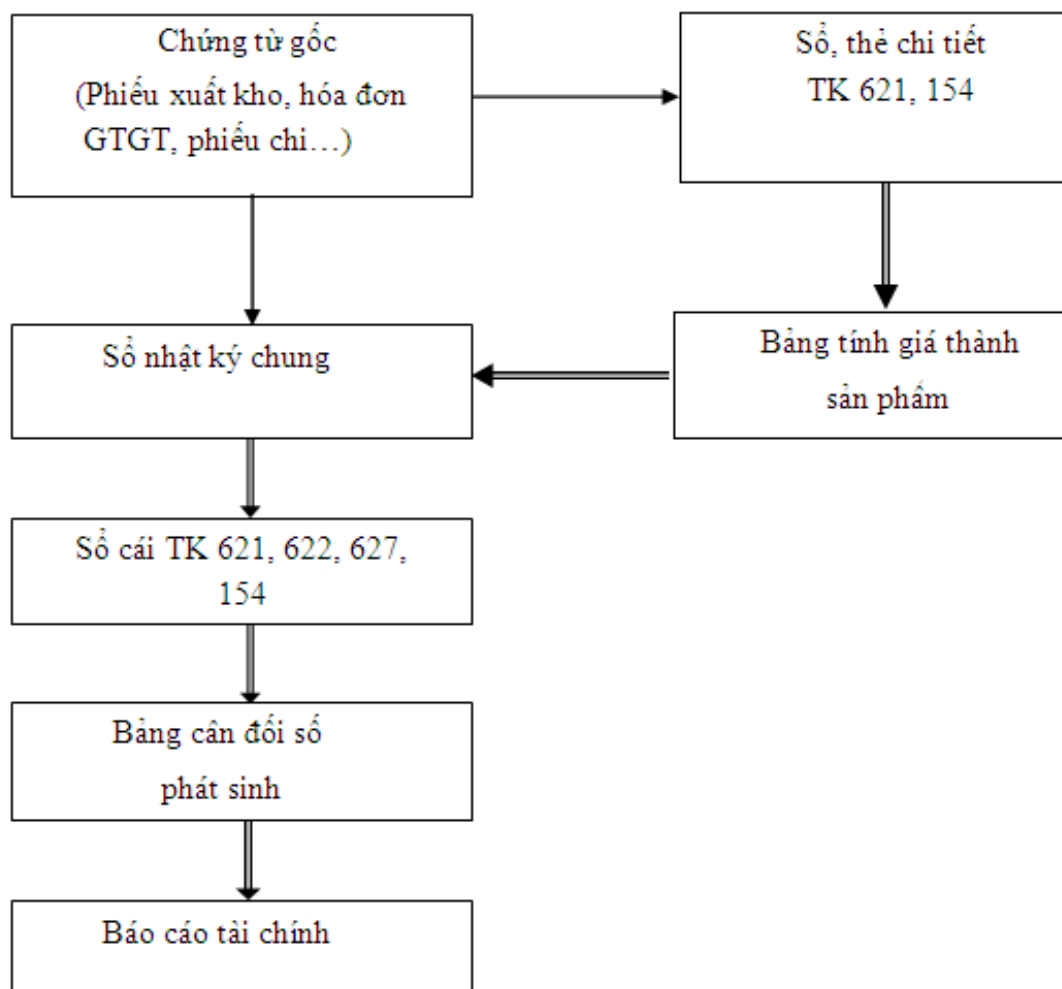 Chứng từ gốc
(Phiếu xuất kho, hóa đơn
GTGT, phiếu chi…)
Sổ, thẻ chi tiết
TK 621, 154
Sổ nhật ký chung
Bảng tính giá thành
sản phẩm
Sổ cái TK 621, 622, 627,
154
Bảng cân đối số
phát sinh
Báo cáo tài chính